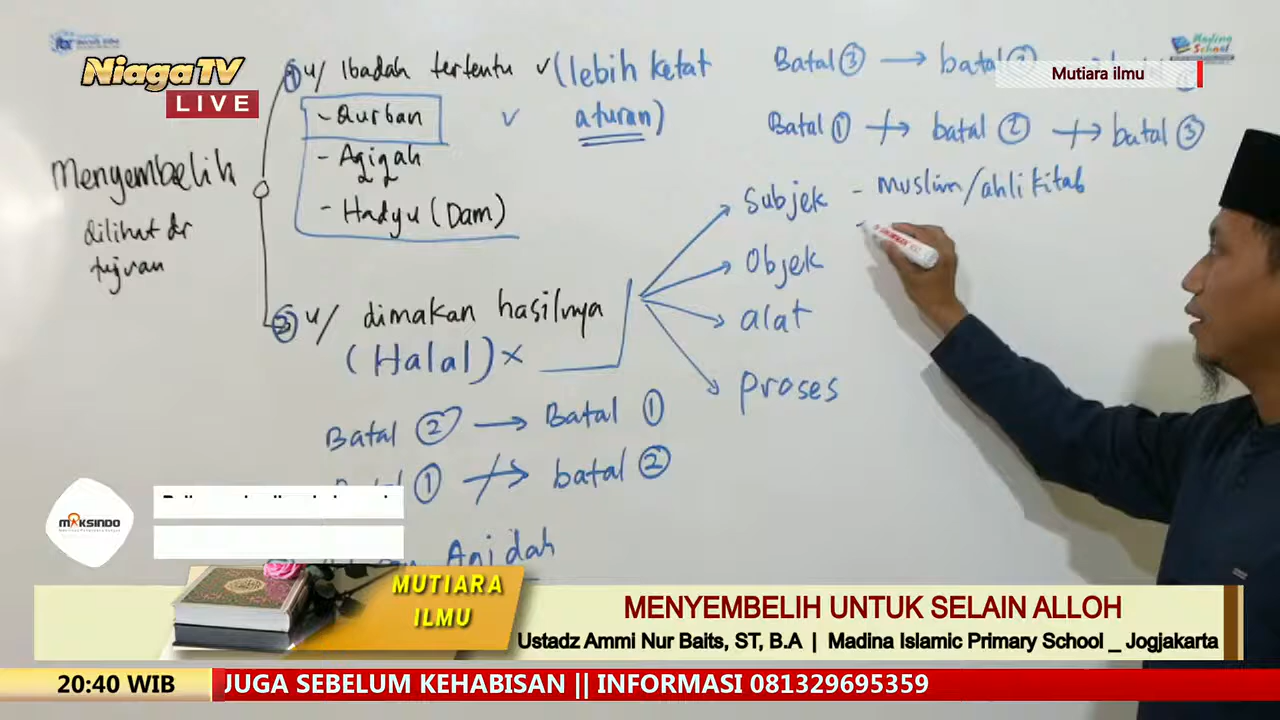 NiagaTV
LIVE
Mutiara ilmu
Menyembelih
dilihat dr
tujuan
① u/ Ibadah tertentu ✓ (lebih ketat
aturan)
- Qurban ✓
- Aqiqah
- Hadyu (Dam)
② u/ dimakan hasilnya
(Halal) ×
Batal ② → Batal ①
① ↛ batal ②
Aqidah
Batal ③ → batal
Batal ① ↛ batal ② ↛ batal ③
Subjek - Muslim/ahli kitab
Objek
alat
proses
MAKSINDO
MUTIARA
ILMU
MENYEMBELIH UNTUK SELAIN ALLOH
Ustadz Ammi Nur Baits, ST, B.A | Madina Islamic Primary School _ Jogjakarta
20:40 WIB
JUGA SEBELUM KEHABISAN || INFORMASI 081329695359